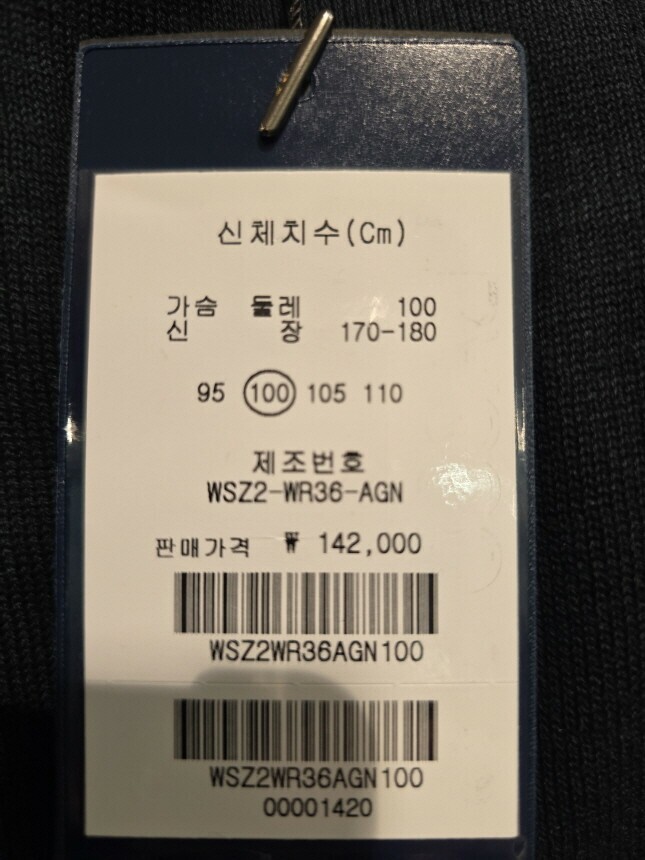 신체치수(Cm)
가슴 둘레 100
신 장 170-180
95 100 105 110
제조번호
WSZ2-WR36-AGN
판매가격 ₩ 142,000
WSZ2WR36AGN100
WSZ2WR36AGN100
00001420